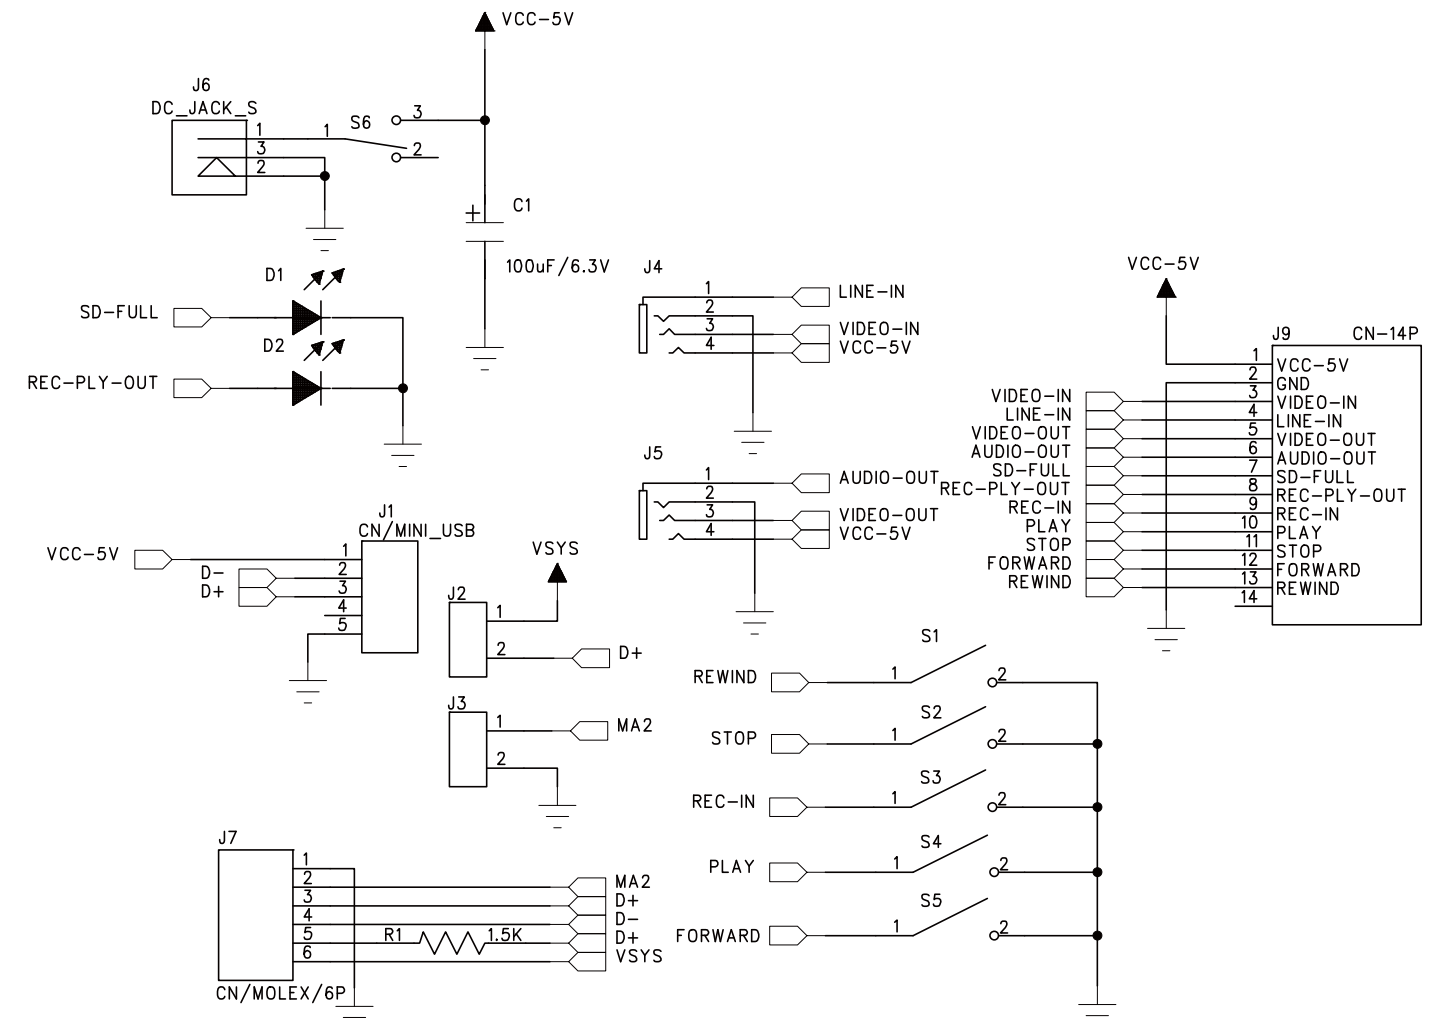 VCC-5V
J6
DC_JACK_S
1
3
2
1
S6
3
2
C1
+
100uF/6.3V
D1
SD-FULL
D2
REC-PLY-OUT
J4
1
2
3
4
LINE-IN
VIDEO-IN
VCC-5V
J5
1
2
3
4
AUDIO-OUT
VIDEO-OUT
VCC-5V
VCC-5V
J9
CN-14P
1
2
3
4
5
6
7
8
9
10
11
12
13
14
VCC-5V
GND
VIDEO-IN
LINE-IN
VIDEO-OUT
AUDIO-OUT
SD-FULL
REC-PLY-OUT
REC-IN
PLAY
STOP
FORWARD
REWIND
VIDEO-IN
LINE-IN
VIDEO-OUT
AUDIO-OUT
SD-FULL
REC-PLY-OUT
REC-IN
PLAY
STOP
FORWARD
REWIND
J1
CN/MINI_USB
VCC-5V
D-
D+
1
2
3
4
5
VSYS
J2
1
2
D+
J3
1
2
MA2
J7
1
2
3
4
5
6
R1
1.5K
MA2
D+
D-
D+
VSYS
CN/MOLEX/6P
S1
REWIND
1
2
S2
STOP
1
2
S3
REC-IN
1
2
S4
PLAY
1
2
S5
FORWARD
1
2